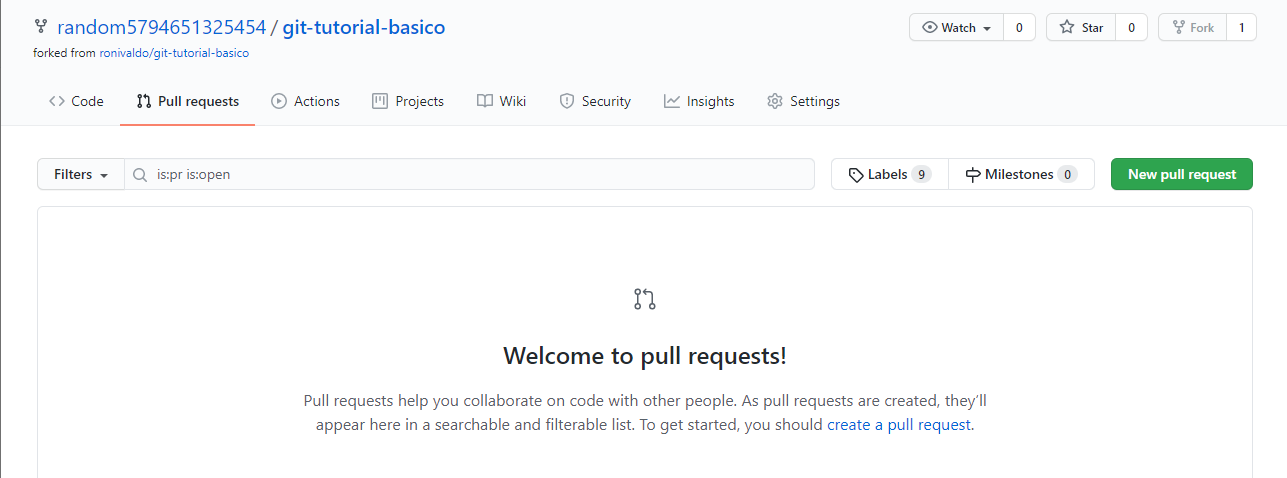 random5794651325454 / git-tutorial-basico
Watch 0
Star 0
Fork 1
forked from ronivaldo/git-tutorial-basico
Code
Pull requests
Actions
Projects
Wiki
Security
Insights
Settings
Filters
is:pr is:open
Labels 9
Milestones 0
New pull request
Welcome to pull requests!
Pull requests help you collaborate on code with other people. As pull requests are created, they’ll
appear here in a searchable and filterable list. To get started, you should create a pull request.